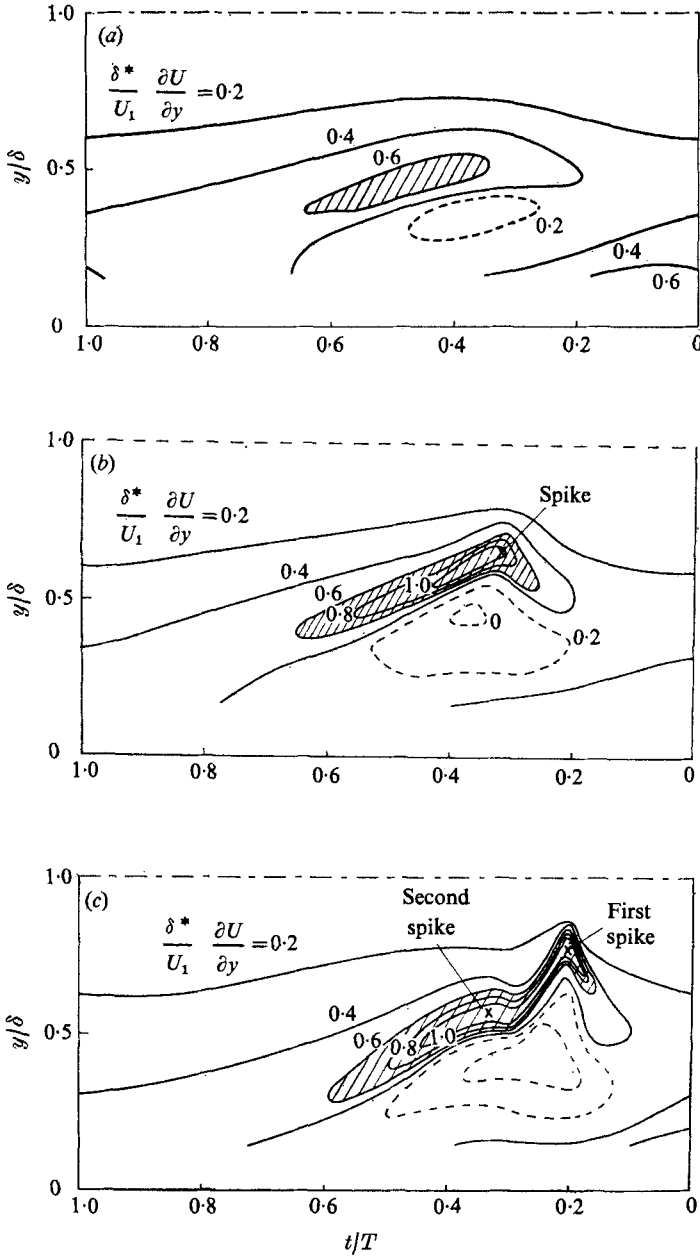 1·0
(a)
δ* ∂U
U₁ ∂y =0·2
0·4
0·6
y/δ
0·5
0·2
0·4
0·6
0
1·0 0·8 0·6 0·4 0·2 0
1·0
(b)
δ* ∂U
U₁ ∂y =0·2
Spike
0·4
0·6
1·0
0·8
y/δ
0·5
0
0·2
0
1·0 0·8 0·6 0·4 0·2 0
1·0
(c)
δ* ∂U
U₁ ∂y =0·2
Second
spike
First
spike
0·4
0·6
0·8
1·0
y/δ
0·5
0
1·0 0·8 0·6 0·4 0·2 0
t/T